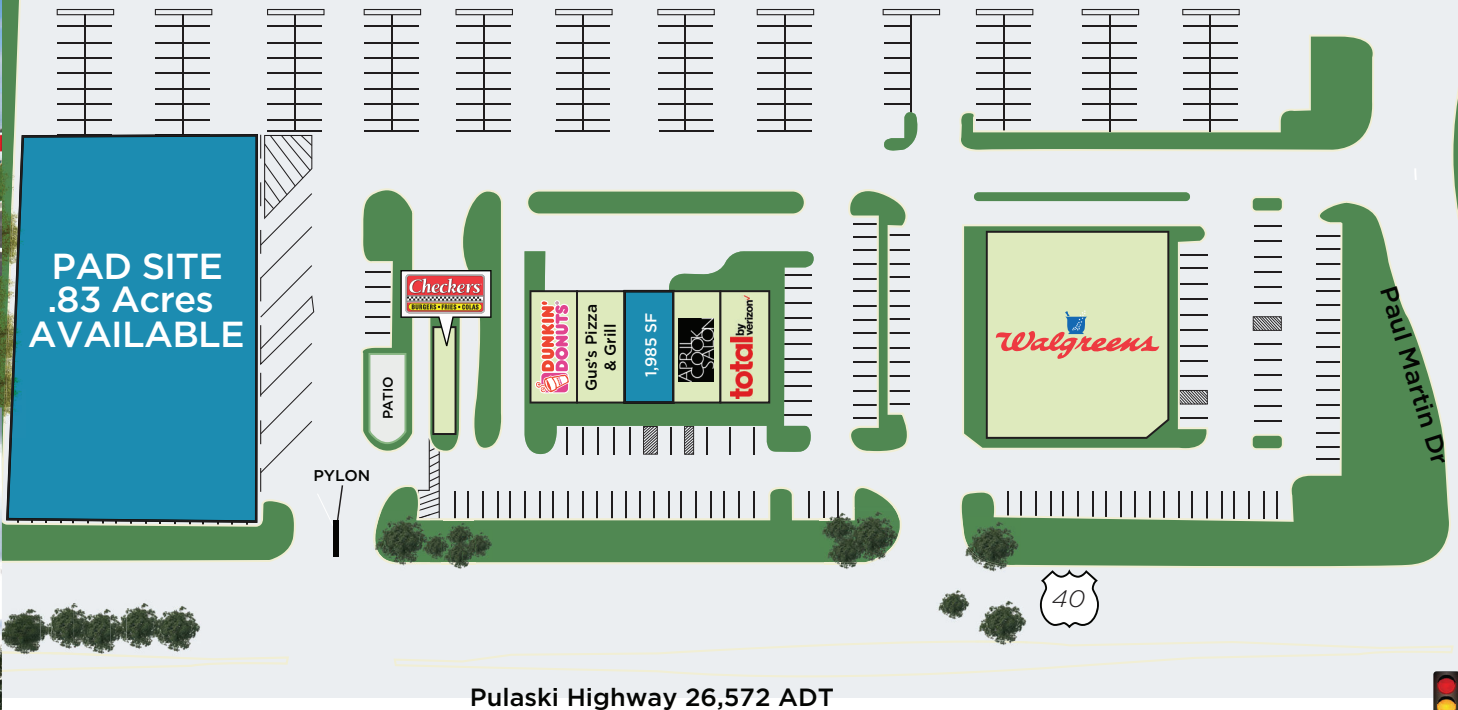 PAD SITE
.83 Acres
AVAILABLE
Checkers
BURGERS • FRIES • COLAS
PATIO
PYLON
DUNKIN'
DONUTS
Gus's Pizza
& Grill
1,985 SF
APRIL
COOK
SALON
total by
verizon
Walgreens
Paul Martin Dr
40
Pulaski Highway 26,572 ADT